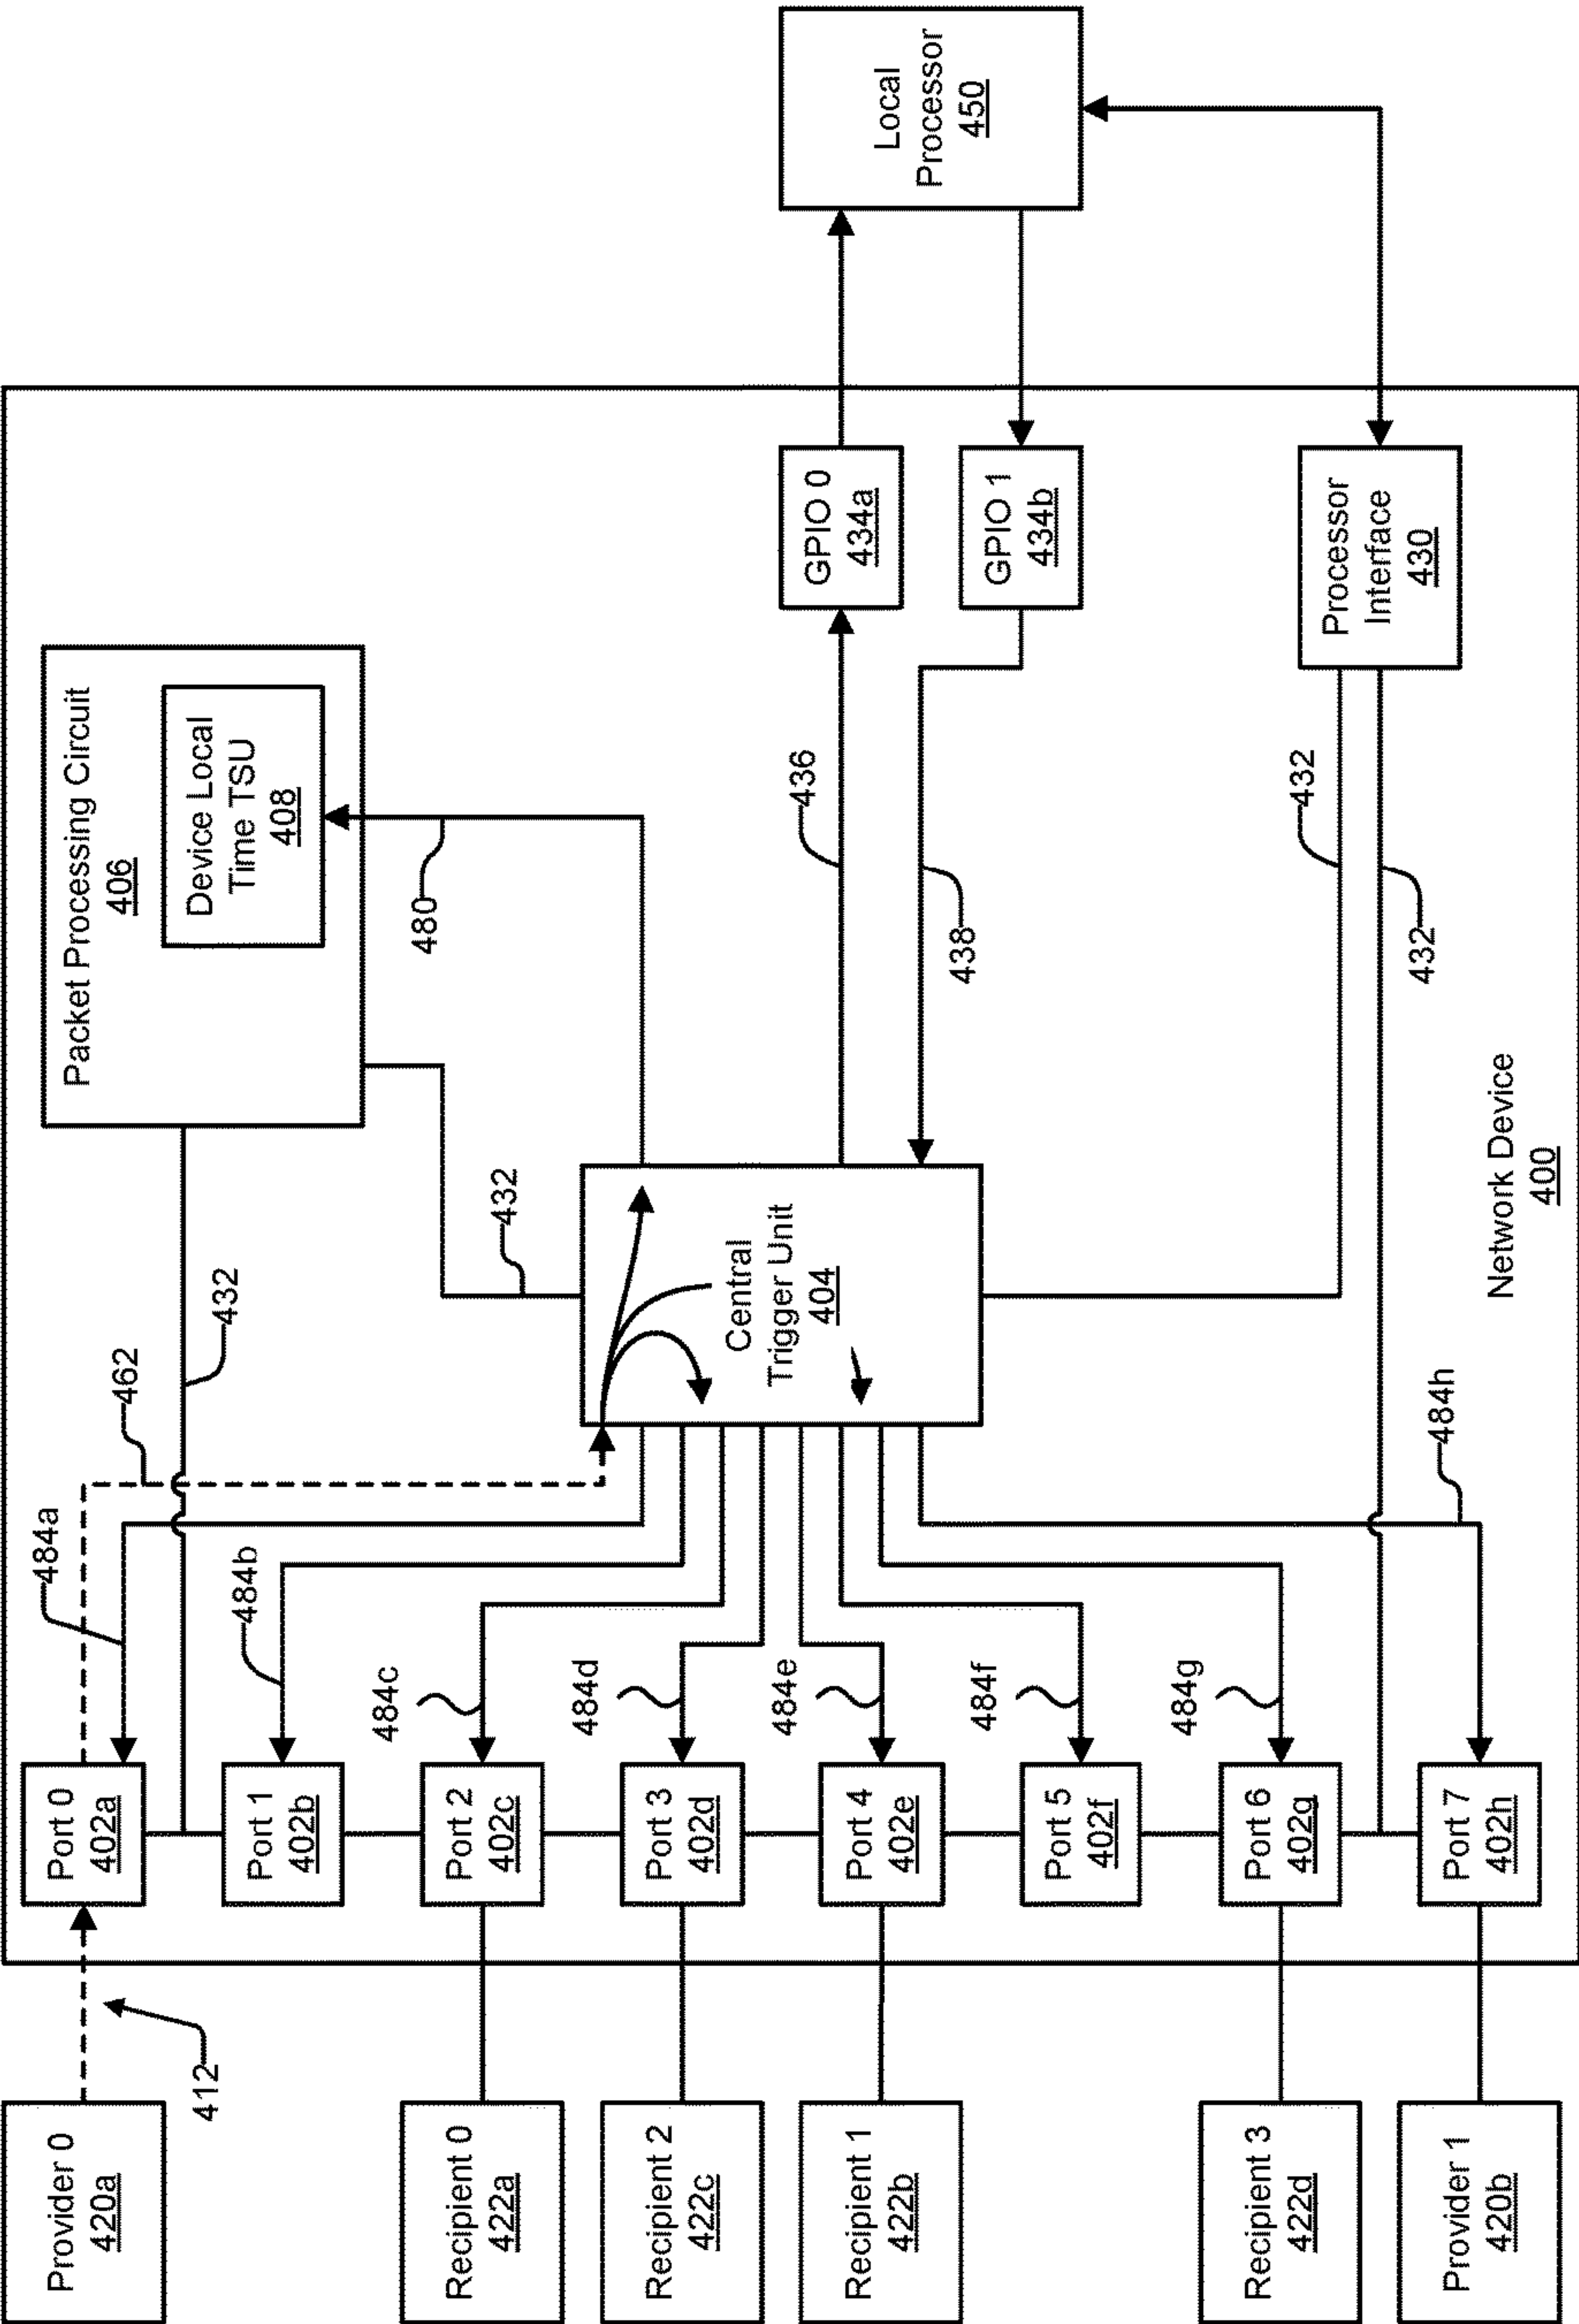 Provider 0
420a
Recipient 0
422a
Recipient 2
422c
Recipient 1
422b
Recipient 3
422d
Provider 1
420b
412
Port 0
402a
Port 1
402b
Port 2
402c
Port 3
402d
Port 4
402e
Port 5
402f
Port 6
402g
Port 7
402h
484a
484b
484c
484d
484e
484f
484g
484h
462
432
432
Central
Trigger Unit
404
Packet Processing Circuit
406
Device Local
Time TSU
408
480
436
438
432
432
GPIO 0
434a
GPIO 1
434b
Processor
Interface
430
Network Device
400
Local
Processor
450